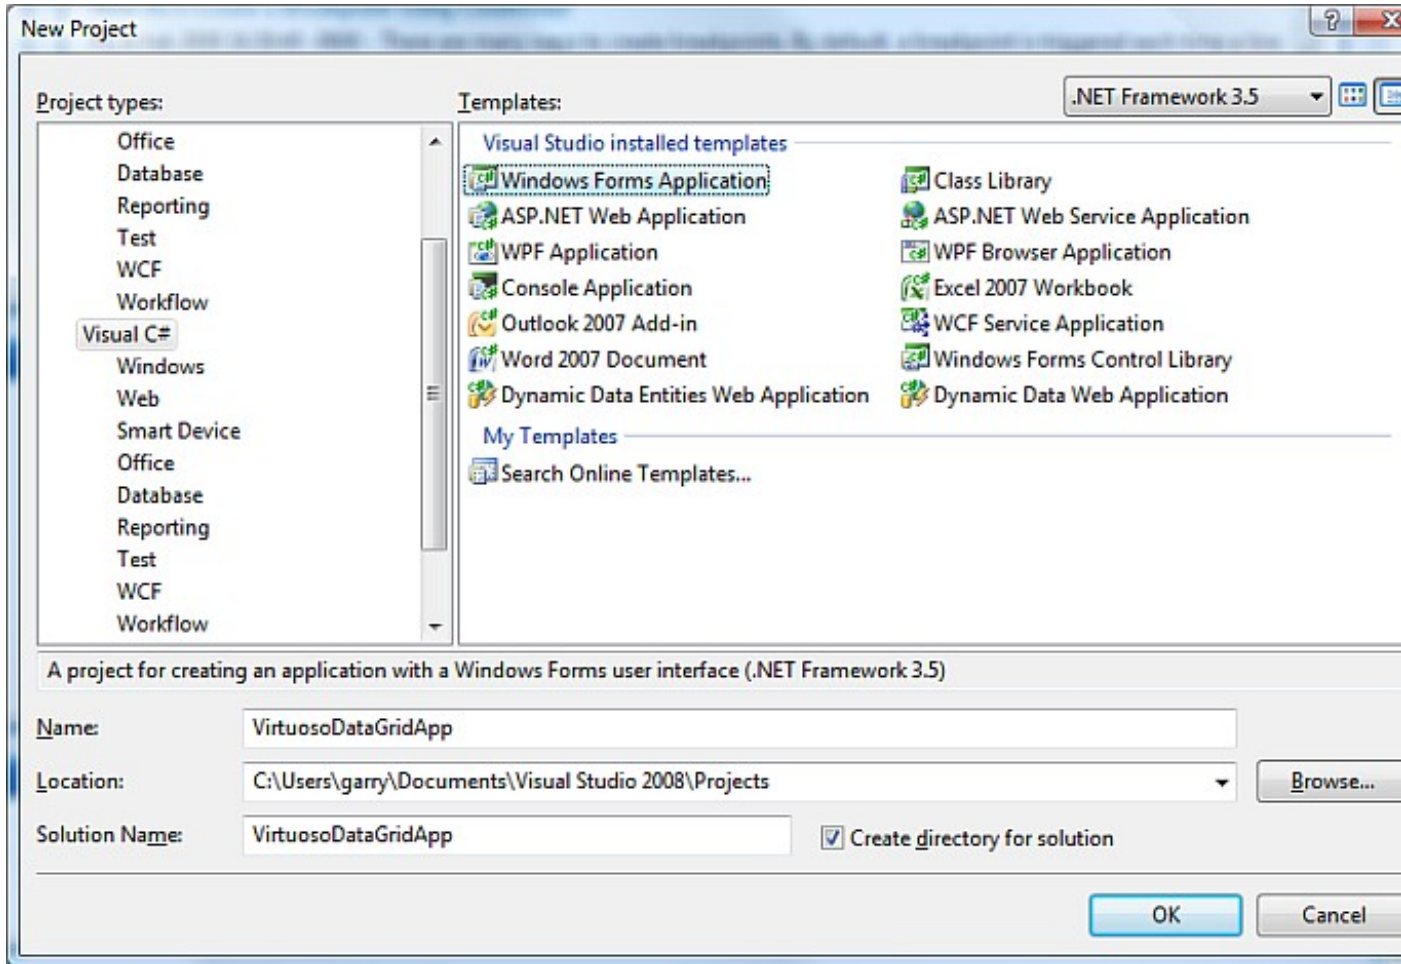 New Project
Project types:
Templates:
.NET Framework 3.5
Office
Database
Reporting
Test
WCF
Workflow
Visual C#
Windows
Web
Smart Device
Office
Database
Reporting
Test
WCF
Workflow
Visual Studio installed templates
Windows Forms Application
Class Library
ASP.NET Web Application
ASP.NET Web Service Application
WPF Application
WPF Browser Application
Console Application
Excel 2007 Workbook
Outlook 2007 Add-in
WCF Service Application
Word 2007 Document
Windows Forms Control Library
Dynamic Data Entities Web Application
Dynamic Data Web Application
My Templates
Search Online Templates...
A project for creating an application with a Windows Forms user interface (.NET Framework 3.5)
Name:
VirtuosoDataGridApp
Location:
C:\Users\garry\Documents\Visual Studio 2008\Projects
Browse...
Solution Name:
VirtuosoDataGridApp
Create directory for solution
OK
Cancel